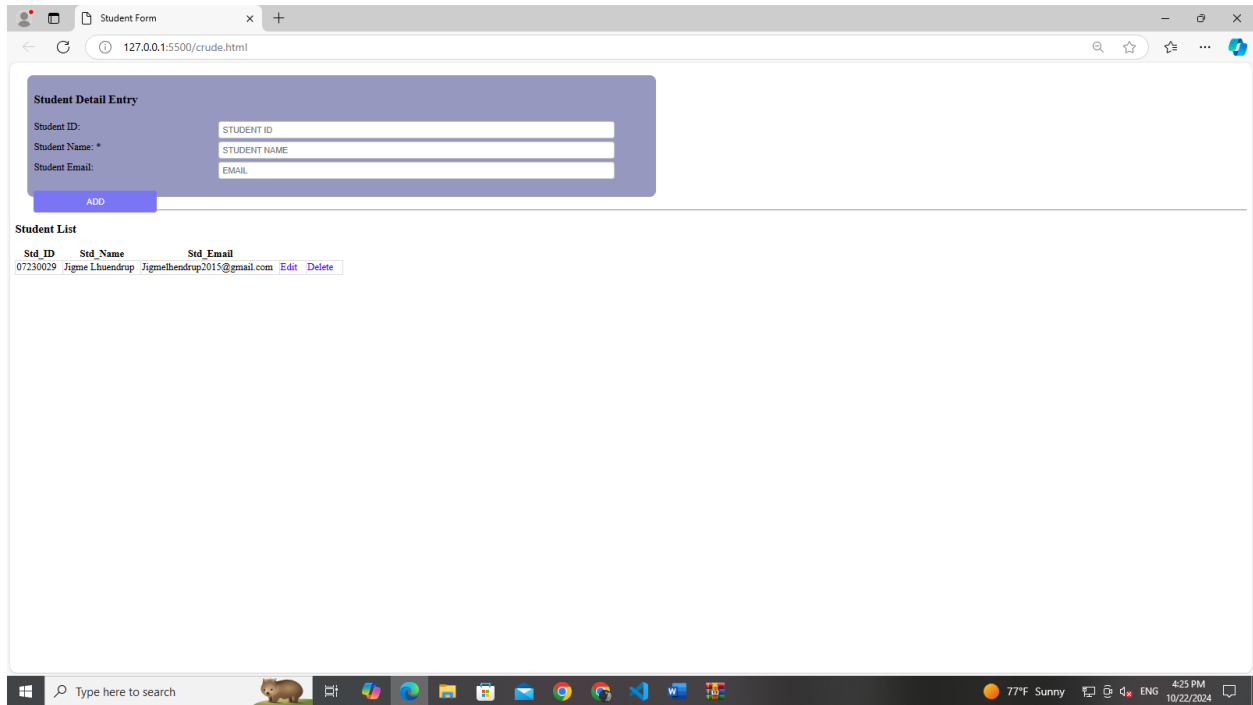 Student Form
127.0.0.1:5500/crude.html
Student Detail Entry
Student ID:
STUDENT ID
Student Name: *
STUDENT NAME
Student Email:
EMAIL
ADD
Student List
Std_ID Std_Name Std_Email
07230029 Jigme Lhuendrup Jigmelhendrup2015@gmail.com Edit Delete
Type here to search
77°F Sunny
ENG
4:25 PM
10/22/2024